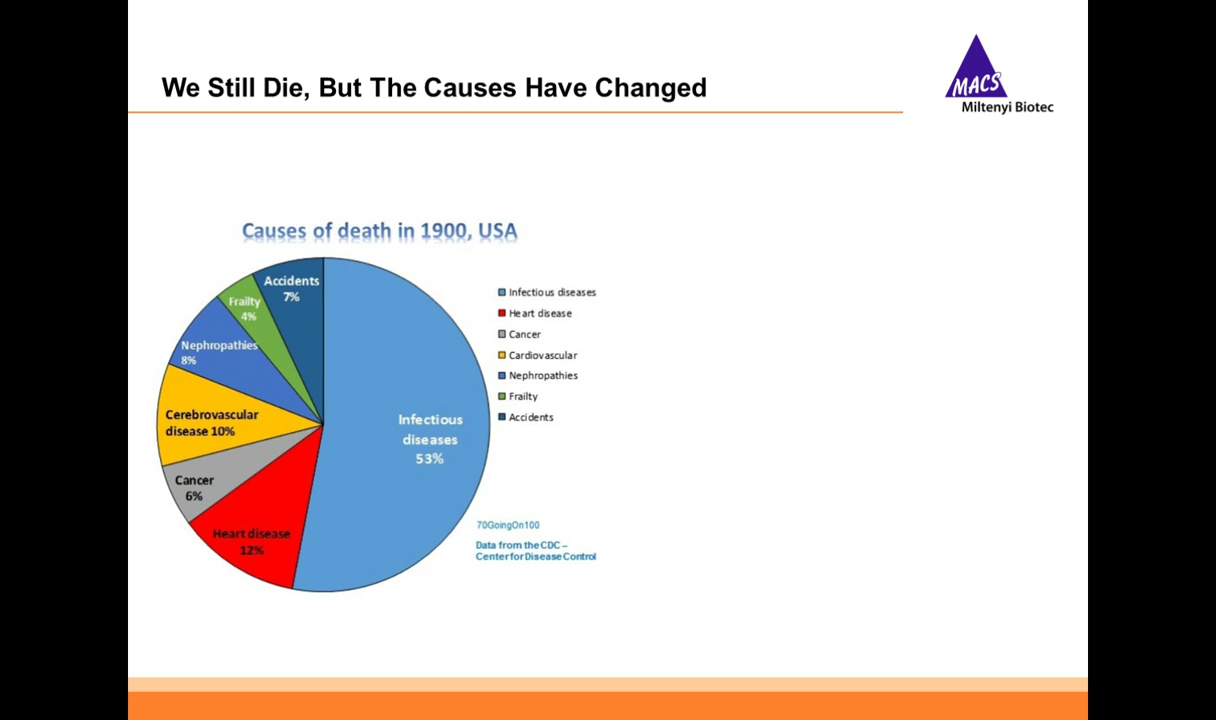 We Still Die, But The Causes Have Changed
MACS
Miltenyi Biotec
Causes of death in 1900, USA
Accidents
7%
Frailty
4%
Nephropathies
8%
Cerebrovascular
disease 10%
Cancer
6%
Heart disease
12%
Infectious
diseases
53%
Infectious diseases
Heart disease
Cancer
Cardiovascular
Nephropathies
Frailty
Accidents
70GoingOn100
Data from the CDC –
Center for Disease Control